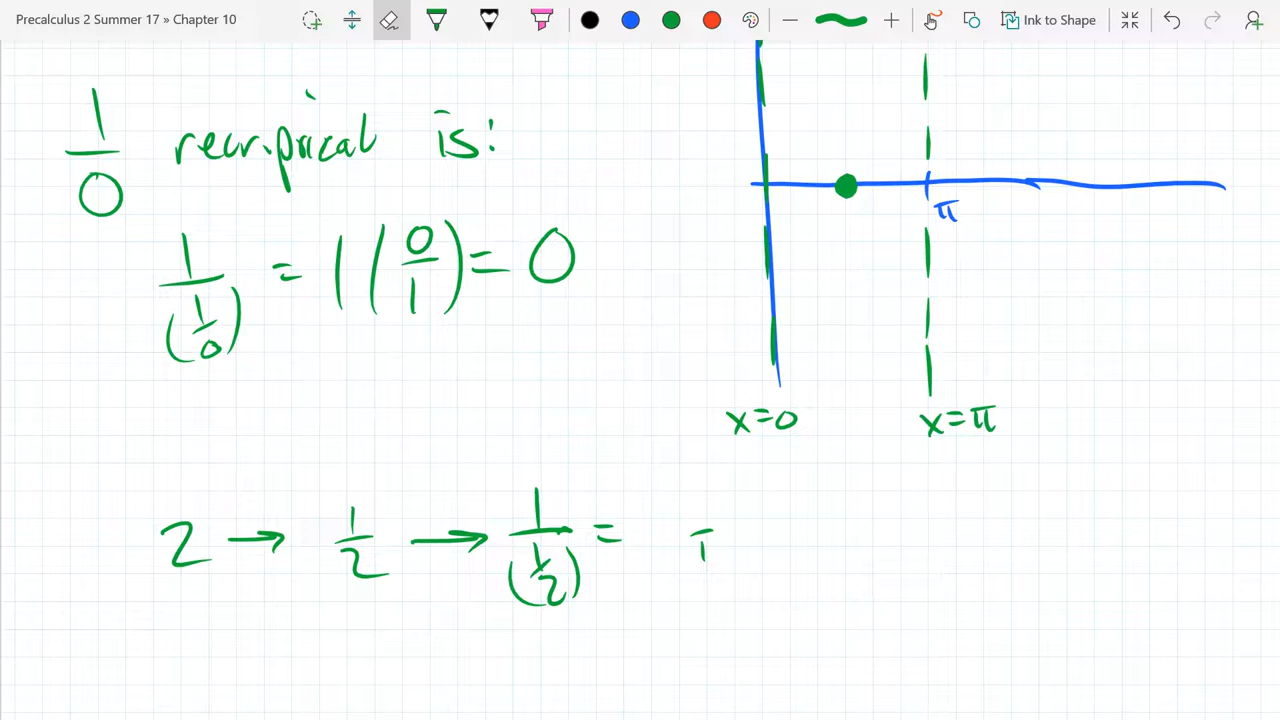 Precalculus 2 Summer 17 » Chapter 10
Ink to Shape
1/0 recriprical is:
1/(1/0) = 1(0/1) = 0
π
x=0
x=π
2 → 1/2 → 1/(1/2) =